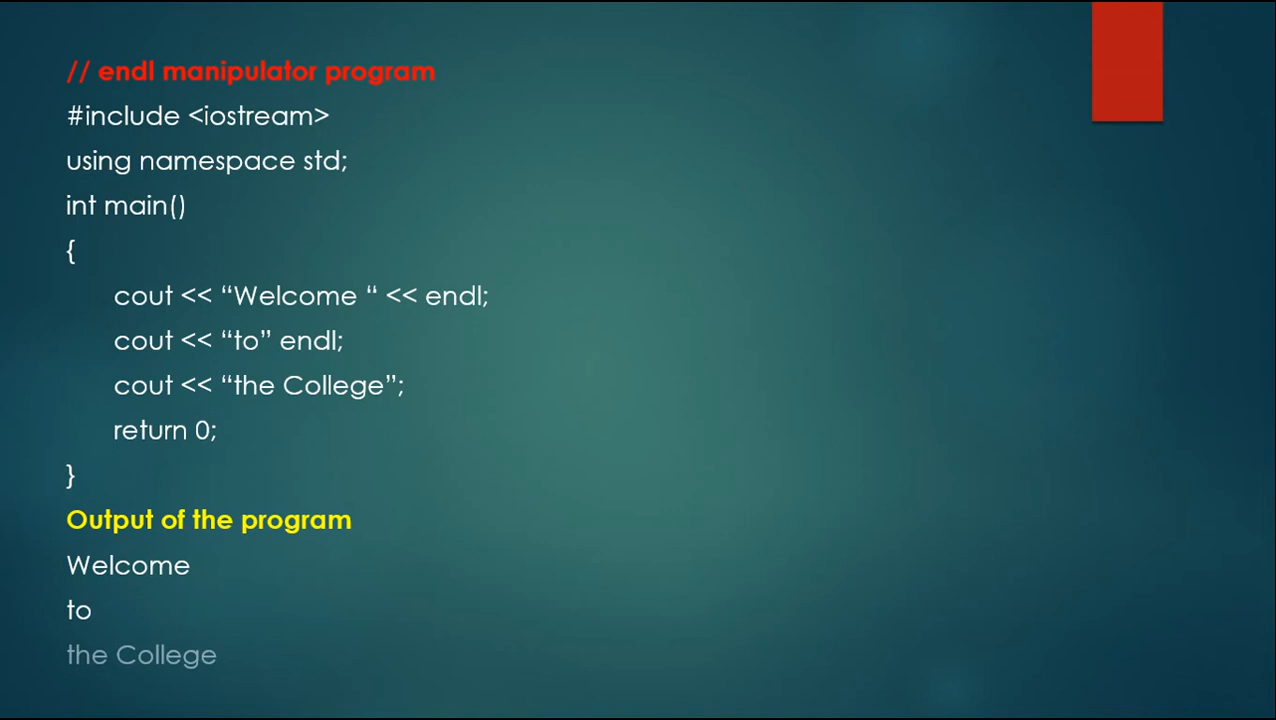 // endl manipulator program
#include <iostream>
using namespace std;
int main()
{
cout << “Welcome “ << endl;
cout << “to” endl;
cout << “the College”;
return 0;
}
Output of the program
Welcome
to
the College